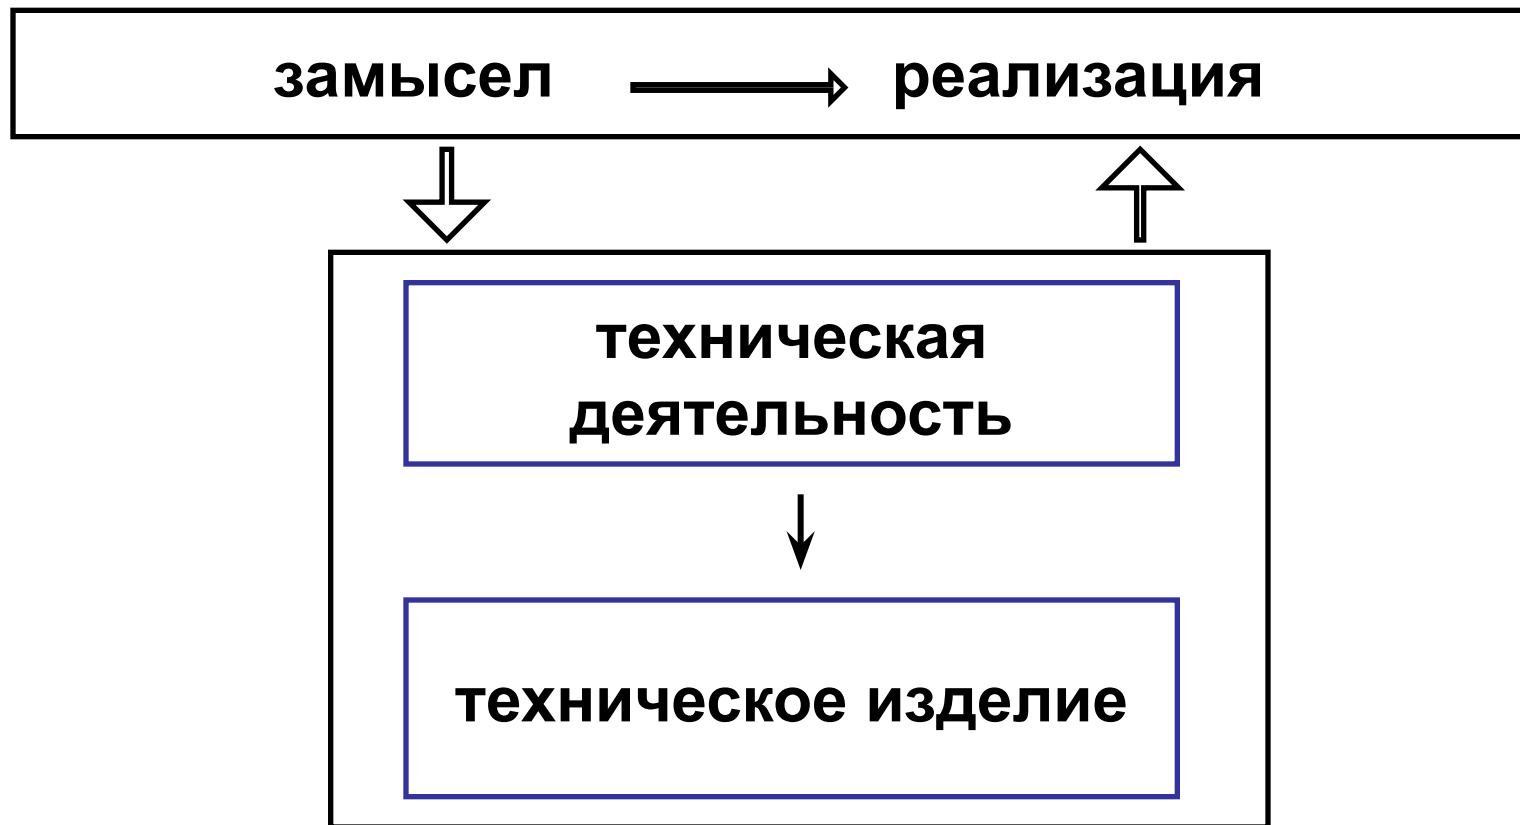 замысел реализация
техническая
деятельность
техническое изделие